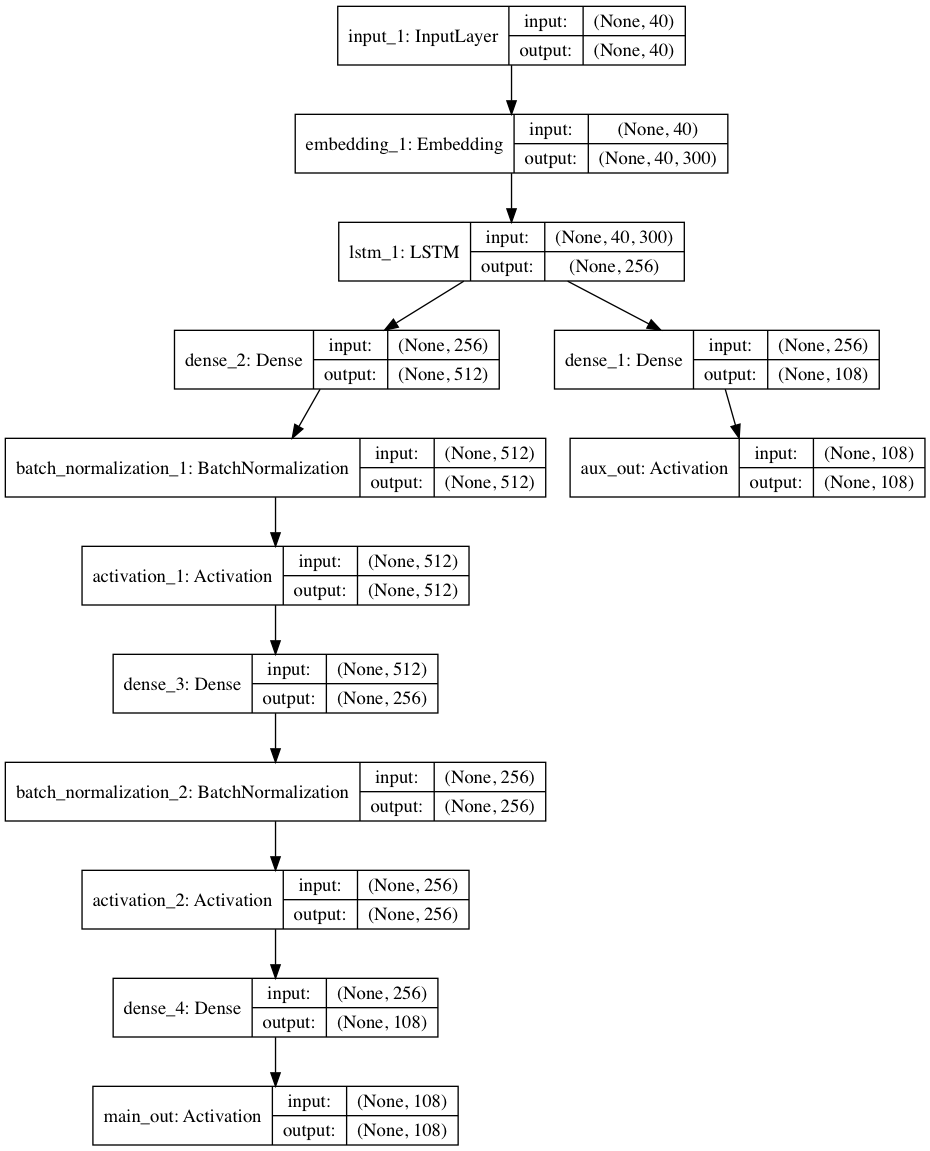 input_1: InputLayer
input: (None, 40)
output: (None, 40)
embedding_1: Embedding
input: (None, 40)
output: (None, 40, 300)
lstm_1: LSTM
input: (None, 40, 300)
output: (None, 256)
dense_2: Dense
input: (None, 256)
output: (None, 512)
dense_1: Dense
input: (None, 256)
output: (None, 108)
batch_normalization_1: BatchNormalization
input: (None, 512)
output: (None, 512)
aux_out: Activation
input: (None, 108)
output: (None, 108)
activation_1: Activation
input: (None, 512)
output: (None, 512)
dense_3: Dense
input: (None, 512)
output: (None, 256)
batch_normalization_2: BatchNormalization
input: (None, 256)
output: (None, 256)
activation_2: Activation
input: (None, 256)
output: (None, 256)
dense_4: Dense
input: (None, 256)
output: (None, 108)
main_out: Activation
input: (None, 108)
output: (None, 108)